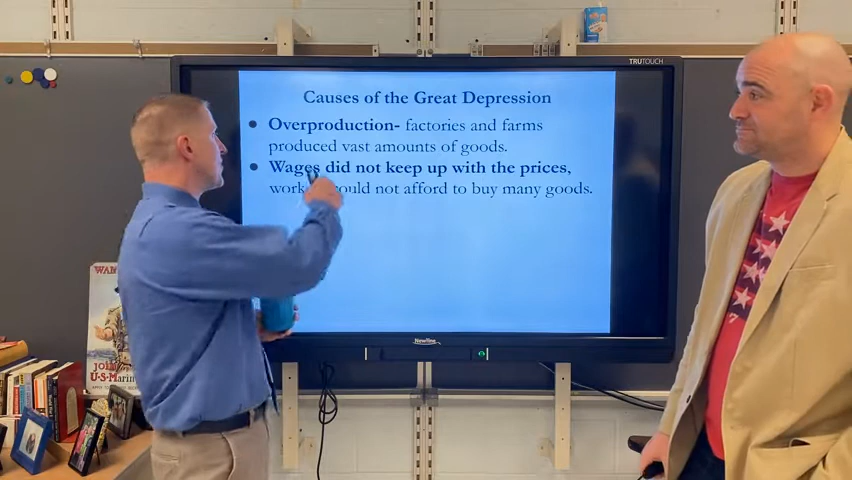 TRUTOUCH
Causes of the Great Depression
• Overproduction- factories and farms
produced vast amounts of goods.
• Wages did not keep up with the prices,
could not afford to buy many goods.
Newline
JOIN
U.S.